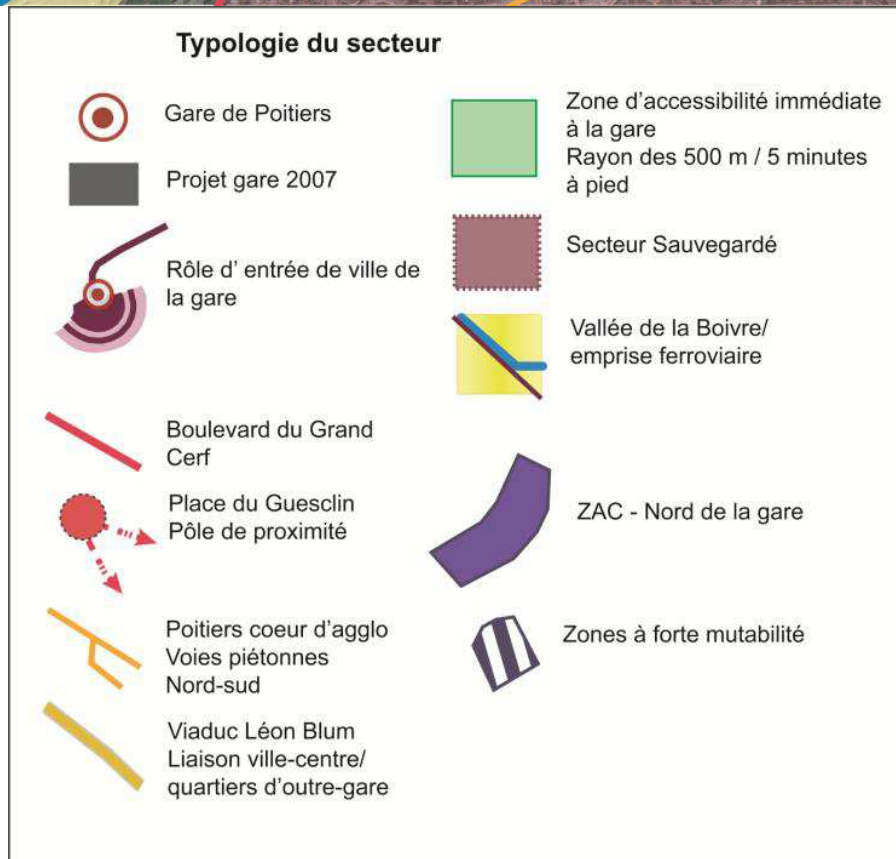 Typologie du secteur
Gare de Poitiers
Projet gare 2007
Rôle d' entrée de ville de
la gare
Boulevard du Grand
Cerf
Place du Guesclin
Pôle de proximité
Poitiers coeur d'agglo
Voies piétonnes
Nord-sud
Viaduc Léon Blum
Liaison ville-centre/
quartiers d'outre-gare
Zone d'accessibilité immédiate
à la gare
Rayon des 500 m / 5 minutes
à pied
Secteur Sauvegardé
Vallée de la Boivre/
emprise ferroviaire
ZAC - Nord de la gare
Zones à forte mutabilité